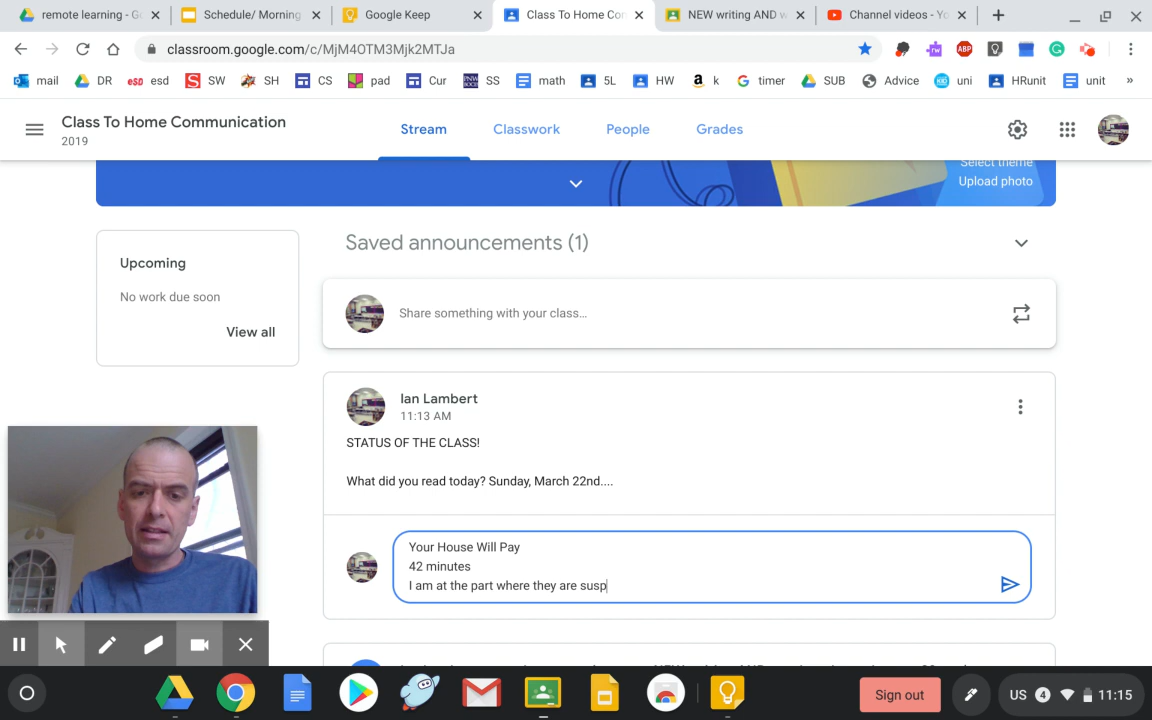 remote learning - G
Schedule/ Morning
Google Keep
Class To Home Co
NEW writing AND w
Channel videos - Yo
classroom.google.com/c/MjM4OTM3Mjk2MTJa
ABP
mail
DR
esd
esd
S
SW
SH
CS
pad
Cur
SS
math
5L
HW
a
k
G
timer
SUB
Advice
uni
HRunit
unit
»
Class To Home Communication
2019
Stream
Classwork
People
Grades
Select theme
Upload photo
Upcoming
No work due soon
View all
Saved announcements (1)
Share something with your class...
Ian Lambert
11:13 AM
STATUS OF THE CLASS!
What did you read today? Sunday, March 22nd....
Your House Will Pay
42 minutes
I am at the part where they are susp
Sign out
US
4
11:15